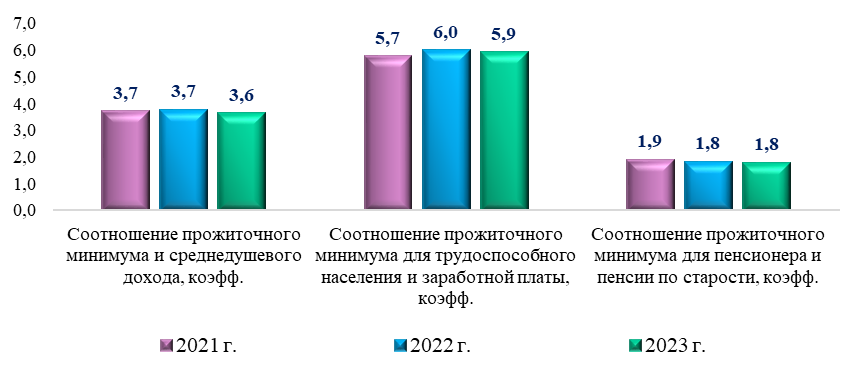 7,0
6,0
5,0
4,0
3,0
2,0
1,0
0,0
3,7
3,7
3,6
5,7
6,0
5,9
1,9
1,8
1,8
Соотношение прожиточного
минимума и среднедушевого
дохода, коэфф.
Соотношение прожиточного
минимума для трудоспособного
населения и заработной платы,
коэфф.
Соотношение прожиточного
минимума для пенсионера и
пенсии по старости, коэфф.
2021 г.
2022 г.
2023 г.